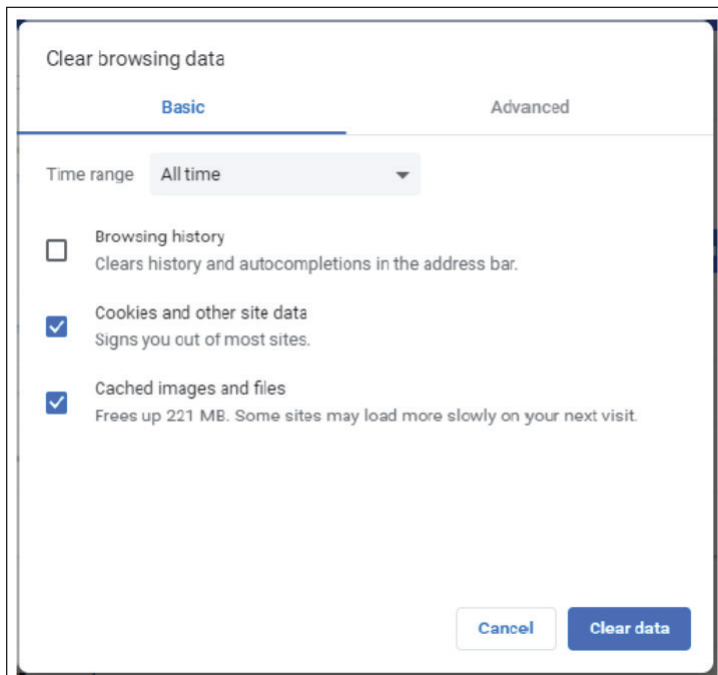 Clear browsing data
Basic
Advanced
Time range
All time
Browsing history
Clears history and autocompletions in the address bar.
Cookies and other site data
Signs you out of most sites.
Cached images and files
Frees up 221 MB. Some sites may load more slowly on your next visit.
Cancel
Clear data